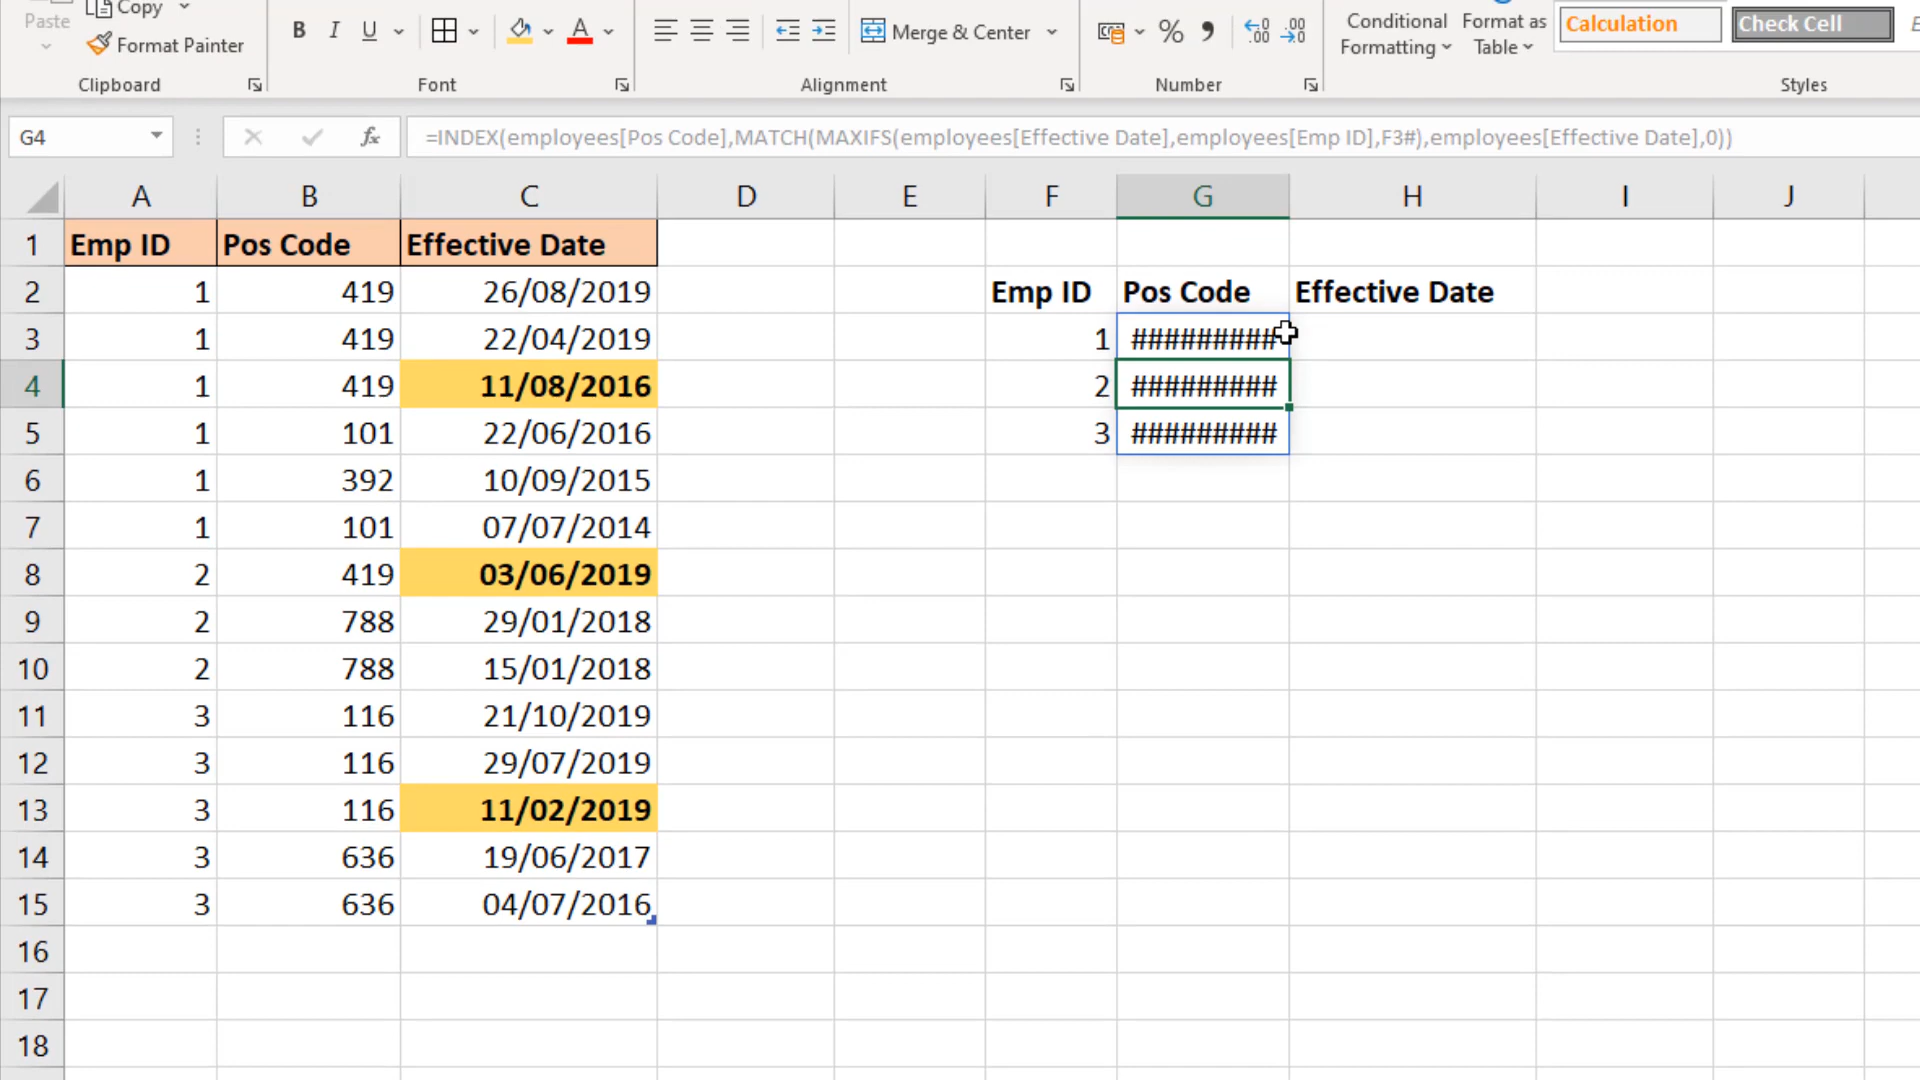 Paste Copy
Format Painter
B I U A
Merge & Center
%
Conditional Formatting
Format as Table
Calculation
Check Cell
Clipboard Font Alignment Number Styles
G4 fx =INDEX(employees[Pos Code],MATCH(MAXIFS(employees[Effective Date],employees[Emp ID],F3#),employees[Effective Date],0))
A B C D E F G H I J
1 Emp ID Pos Code Effective Date
2 1 419 26/08/2019 Emp ID Pos Code Effective Date
3 1 419 22/04/2019 1 #########
4 1 419 11/08/2016 2 #########
5 1 101 22/06/2016 3 #########
6 1 392 10/09/2015
7 1 101 07/07/2014
8 2 419 03/06/2019
9 2 788 29/01/2018
10 2 788 15/01/2018
11 3 116 21/10/2019
12 3 116 29/07/2019
13 3 116 11/02/2019
14 3 636 19/06/2017
15 3 636 04/07/2016
16
17
18